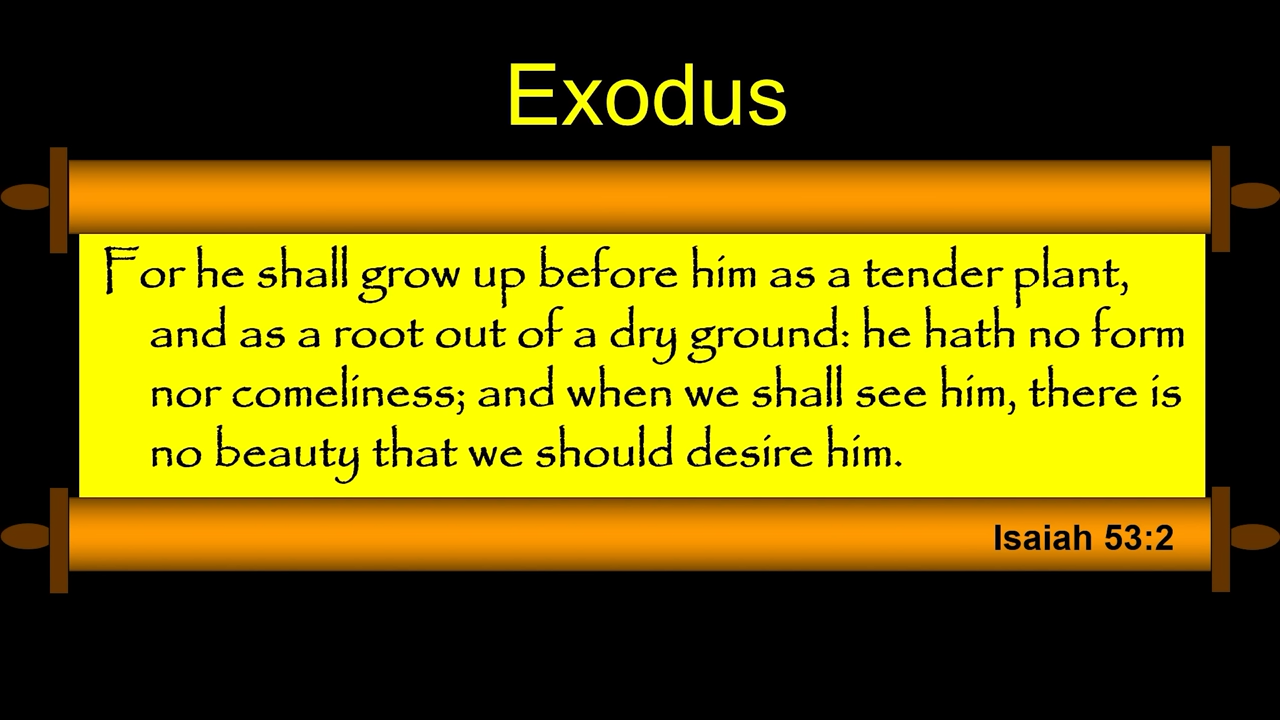 Exodus
For he shall grow up before him as a tender plant,
and as a root out of a dry ground: he hath no form
nor comeliness; and when we shall see him, there is
no beauty that we should desire him.
Isaiah 53:2